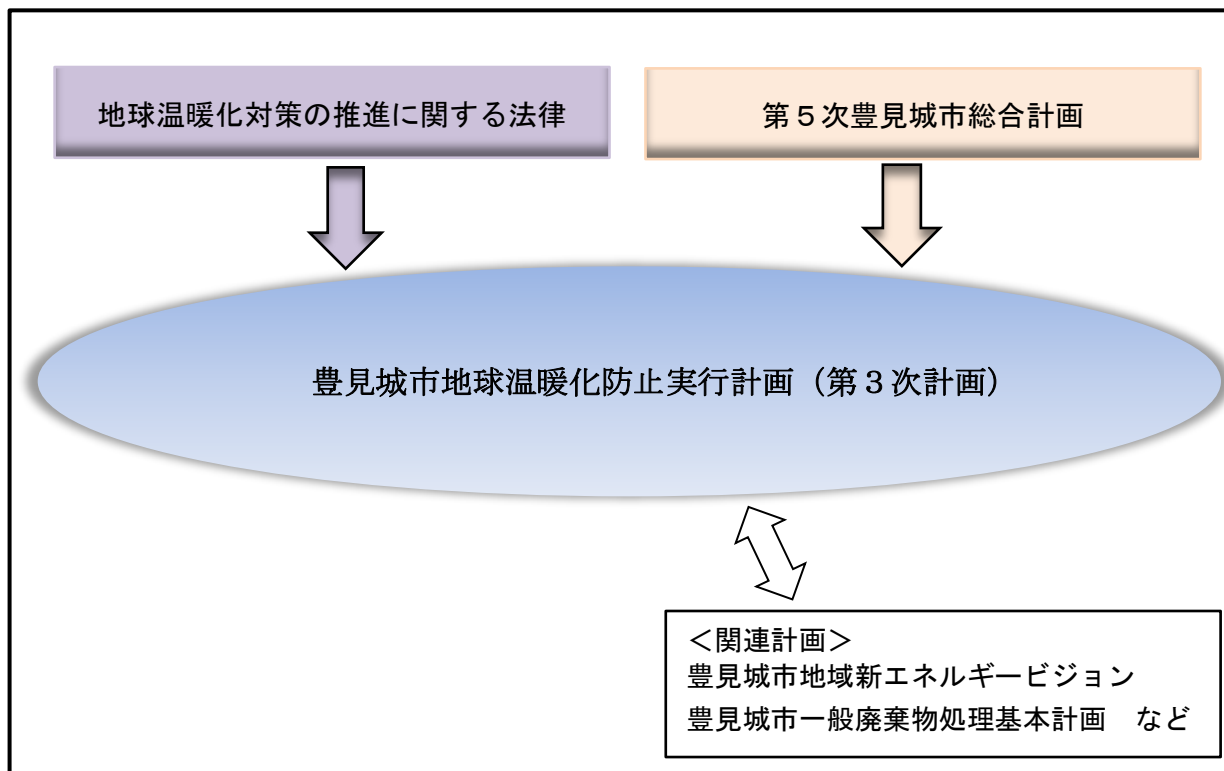 地球温暖化対策の推進に関する法律
第５次豊見城市総合計画
豊見城市地球温暖化防止実行計画（第３次計画）
＜関連計画＞
豊見城市地域新エネルギービジョン
豊見城市一般廃棄物処理基本計画　など